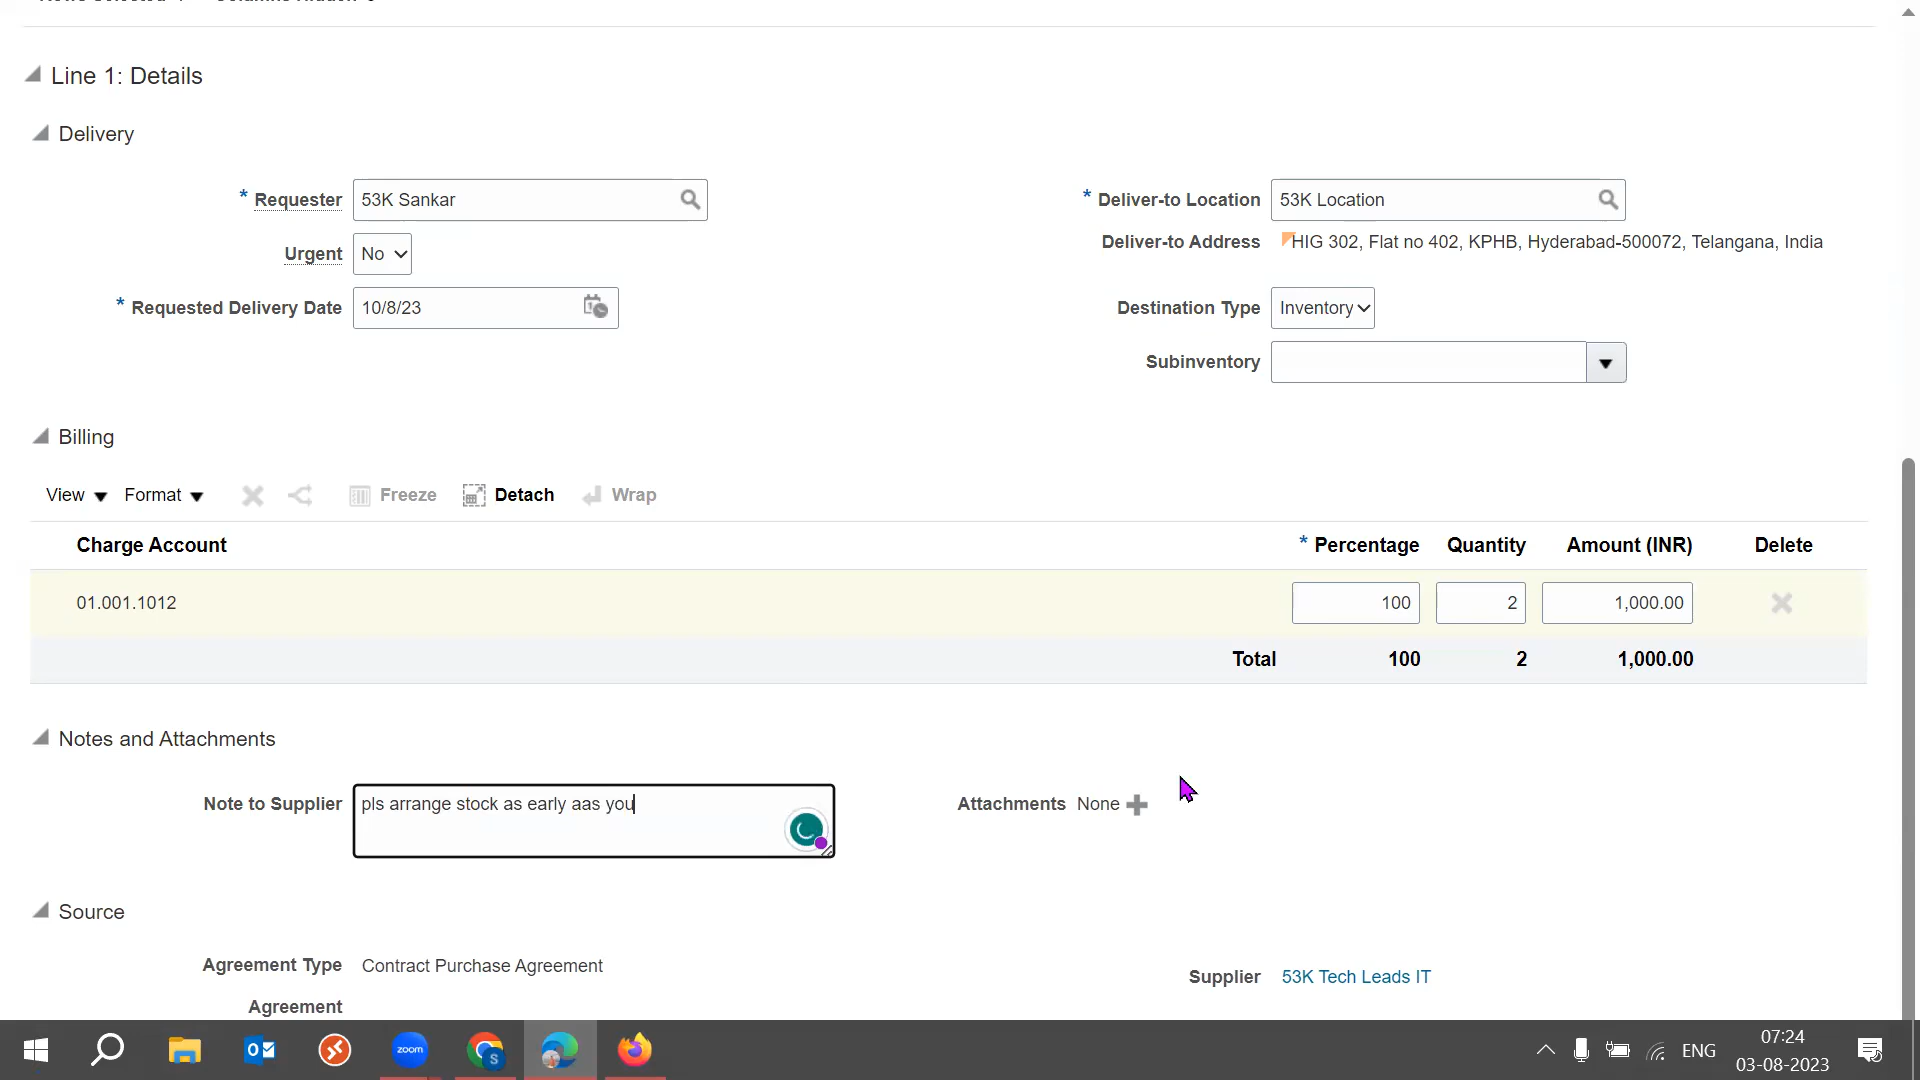 Line 1: Details
Delivery
* Requester 53K Sankar
* Deliver-to Location 53K Location
Deliver-to Address HIG 302, Flat no 402, KPHB, Hyderabad-500072, Telangana, India
Urgent No
* Requested Delivery Date 10/8/23
Destination Type Inventory
Subinventory
Billing
View Format Freeze Detach Wrap
Charge Account * Percentage Quantity Amount (INR) Delete
01.001.1012 100 2 1,000.00
Total 100 2 1,000.00
Notes and Attachments
Note to Supplier pls arrange stock as early aas you
Attachments None
Source
Agreement Type Contract Purchase Agreement
Supplier 53K Tech Leads IT
Agreement
zoom S ENG 07:24
03-08-2023